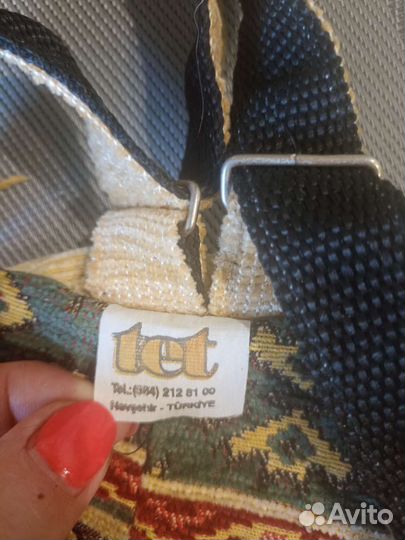 tet
Tel.:(384) 212 81 00
Nevşehir - TÜRKİYE
Avito